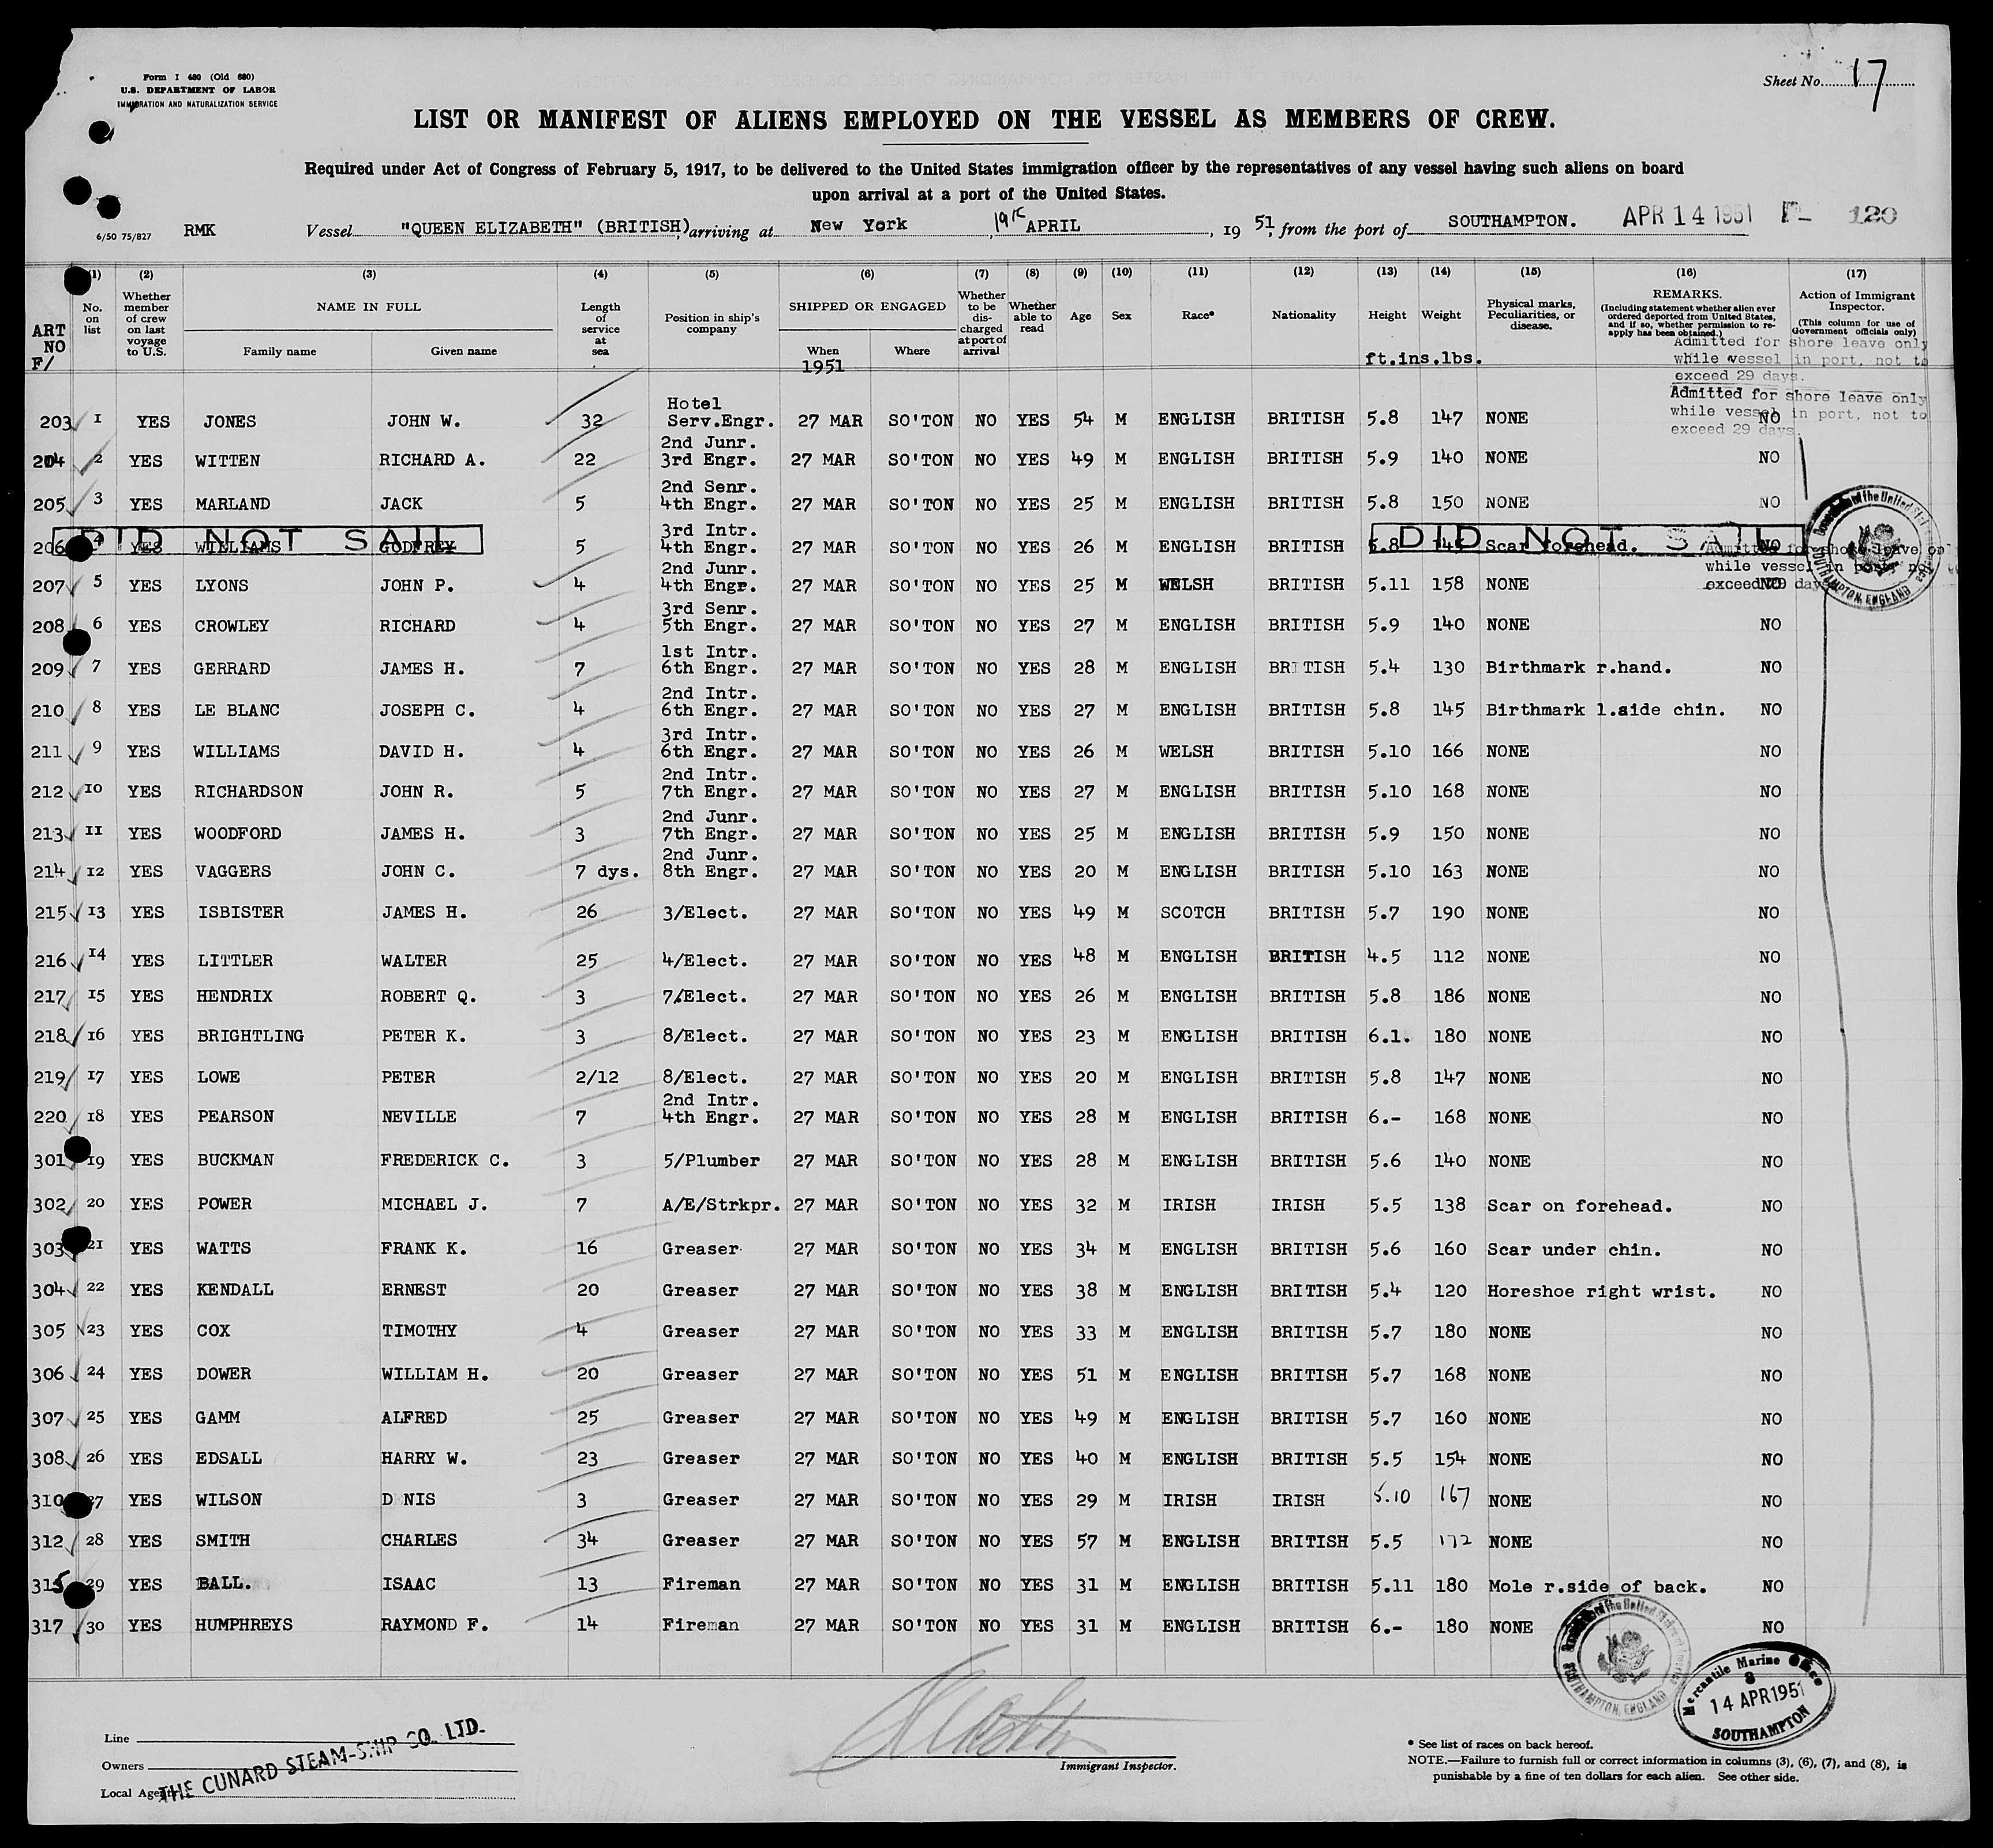 Form I 480 (Old 680)
U.S. DEPARTMENT OF LABOR
IMMIGRATION AND NATURALIZATION SERVICE
Sheet No. 17
LIST OR MANIFEST OF ALIENS EMPLOYED ON THE VESSEL AS MEMBERS OF CREW.
Required under Act of Congress of February 5, 1917, to be delivered to the United States immigration officer by the representatives of any vessel having such aliens on board
upon arrival at a port of the United States.
6/50 75/827 RMK Vessel "QUEEN ELIZABETH" (BRITISH), arriving at New York, 19th APRIL, 19 51, from the port of SOUTHAMPTON. APR 14 1951 120
(1) (2) (3) (4) (5) (6) (7) (8) (9) (10) (11) (12) (13) (14) (15) (16) (17)
ART NO F/
No. on list
Whether member of crew on last voyage to U.S.
NAME IN FULL
Family name Given name
Length of service at sea
Position in ship's company
SHIPPED OR ENGAGED
When Where
1951
Whether to be discharged at port of arrival
Whether able to read
Age
Sex
Race*
Nationality
Height Weight
ft.ins.lbs.
Physical marks, Peculiarities, or disease.
REMARKS.
(Including statement whether alien ever ordered deported from United States, and if so, whether permission to re-apply has been obtained.)
Action of Immigrant Inspector.
(This column for use of Government officials only)
Admitted for shore leave only
while vessel in port, not to
exceed 29 days.
Admitted for shore leave only
while vessel in port, not to
exceed 29 days.
203 1 YES JONES JOHN W. 32 Hotel Serv.Engr. 27 MAR SO'TON NO YES 54 M ENGLISH BRITISH 5.8 147 NONE NO
204 2 YES WITTEN RICHARD A. 22 2nd Junr. 3rd Engr. 27 MAR SO'TON NO YES 49 M ENGLISH BRITISH 5.9 140 NONE NO
205 3 YES MARLAND JACK 5 2nd Senr. 4th Engr. 27 MAR SO'TON NO YES 25 M ENGLISH BRITISH 5.8 150 NONE NO
DID NOT SAIL DID NOT SAIL
206 4 YES WILLIAMS GODFREY 5 3rd Intr. 4th Engr. 27 MAR SO'TON NO YES 26 M ENGLISH BRITISH 5.8 Scar forehead. NO
Admitted for shore leave
while vessel in port, not
exceed 29 days
207 5 YES LYONS JOHN P. 4 2nd Junr. 4th Engr. 27 MAR SO'TON NO YES 25 M WELSH BRITISH 5.11 158 NONE NO
208 6 YES CROWLEY RICHARD 4 3rd Senr. 5th Engr. 27 MAR SO'TON NO YES 27 M ENGLISH BRITISH 5.9 140 NONE NO
209 7 YES GERRARD JAMES H. 7 1st Intr. 6th Engr. 27 MAR SO'TON NO YES 28 M ENGLISH BRITISH 5.4 130 Birthmark r.hand. NO
210 8 YES LE BLANC JOSEPH C. 4 2nd Intr. 6th Engr. 27 MAR SO'TON NO YES 27 M ENGLISH BRITISH 5.8 145 Birthmark l.side chin. NO
211 9 YES WILLIAMS DAVID H. 4 3rd Intr. 6th Engr. 27 MAR SO'TON NO YES 26 M WELSH BRITISH 5.10 166 NONE NO
212 10 YES RICHARDSON JOHN R. 5 2nd Intr. 7th Engr. 27 MAR SO'TON NO YES 27 M ENGLISH BRITISH 5.10 168 NONE NO
213 11 YES WOODFORD JAMES H. 3 2nd Junr. 7th Engr. 27 MAR SO'TON NO YES 25 M ENGLISH BRITISH 5.9 150 NONE NO
214 12 YES VAGGERS JOHN C. 7 dys. 2nd Junr. 8th Engr. 27 MAR SO'TON NO YES 20 M ENGLISH BRITISH 5.10 163 NONE NO
215 13 YES ISBISTER JAMES H. 26 3/Elect. 27 MAR SO'TON NO YES 49 M SCOTCH BRITISH 5.7 190 NONE NO
216 14 YES LITTLER WALTER 25 4/Elect. 27 MAR SO'TON NO YES 48 M ENGLISH BRITISH 4.5 112 NONE NO
217 15 YES HENDRIX ROBERT Q. 3 7/Elect. 27 MAR SO'TON NO YES 26 M ENGLISH BRITISH 5.8 186 NONE NO
218 16 YES BRIGHTLING PETER K. 3 8/Elect. 27 MAR SO'TON NO YES 23 M ENGLISH BRITISH 6.1. 180 NONE NO
219 17 YES LOWE PETER 2/12 8/Elect. 27 MAR SO'TON NO YES 20 M ENGLISH BRITISH 5.8 147 NONE NO
220 18 YES PEARSON NEVILLE 7 2nd Intr. 4th Engr. 27 MAR SO'TON NO YES 28 M ENGLISH BRITISH 6.- 168 NONE NO
301 19 YES BUCKMAN FREDERICK C. 3 5/Plumber 27 MAR SO'TON NO YES 28 M ENGLISH BRITISH 5.6 140 NONE NO
302 20 YES POWER MICHAEL J. 7 A/E/Strkpr. 27 MAR SO'TON NO YES 32 M IRISH IRISH 5.5 138 Scar on forehead. NO
303 21 YES WATTS FRANK K. 16 Greaser 27 MAR SO'TON NO YES 34 M ENGLISH BRITISH 5.6 160 Scar under chin. NO
304 22 YES KENDALL ERNEST 20 Greaser 27 MAR SO'TON NO YES 38 M ENGLISH BRITISH 5.4 120 Horeshoe right wrist. NO
305 23 YES COX TIMOTHY 4 Greaser 27 MAR SO'TON NO YES 33 M ENGLISH BRITISH 5.7 180 NONE NO
306 24 YES DOWER WILLIAM H. 20 Greaser 27 MAR SO'TON NO YES 51 M ENGLISH BRITISH 5.7 168 NONE NO
307 25 YES GAMM ALFRED 25 Greaser 27 MAR SO'TON NO YES 49 M ENGLISH BRITISH 5.7 160 NONE NO
308 26 YES EDSALL HARRY W. 23 Greaser 27 MAR SO'TON NO YES 40 M ENGLISH BRITISH 5.5 154 NONE NO
310 27 YES WILSON D NIS 3 Greaser 27 MAR SO'TON NO YES 29 M IRISH IRISH 5.10 167 NONE NO
312 28 YES SMITH CHARLES 34 Greaser 27 MAR SO'TON NO YES 57 M ENGLISH BRITISH 5.5 172 NONE NO
315 29 YES BALL. ISAAC 13 Fireman 27 MAR SO'TON NO YES 31 M ENGLISH BRITISH 5.11 180 Mole r.side of back. NO
317 30 YES HUMPHREYS RAYMOND F. 14 Fireman 27 MAR SO'TON NO YES 31 M ENGLISH BRITISH 6.- 180 NONE NO
SOUTHAMPTON, ENGLAND
Mercantile Marine Office
8
14 APR 1951
SOUTHAMPTON
Line
Owners
Local Agents
THE CUNARD STEAM-SHIP CO. LTD.
Immigrant Inspector.
* See list of races on back hereof.
NOTE.—Failure to furnish full or correct information in columns (3), (6), (7), and (8), is
punishable by a fine of ten dollars for each alien. See other side.